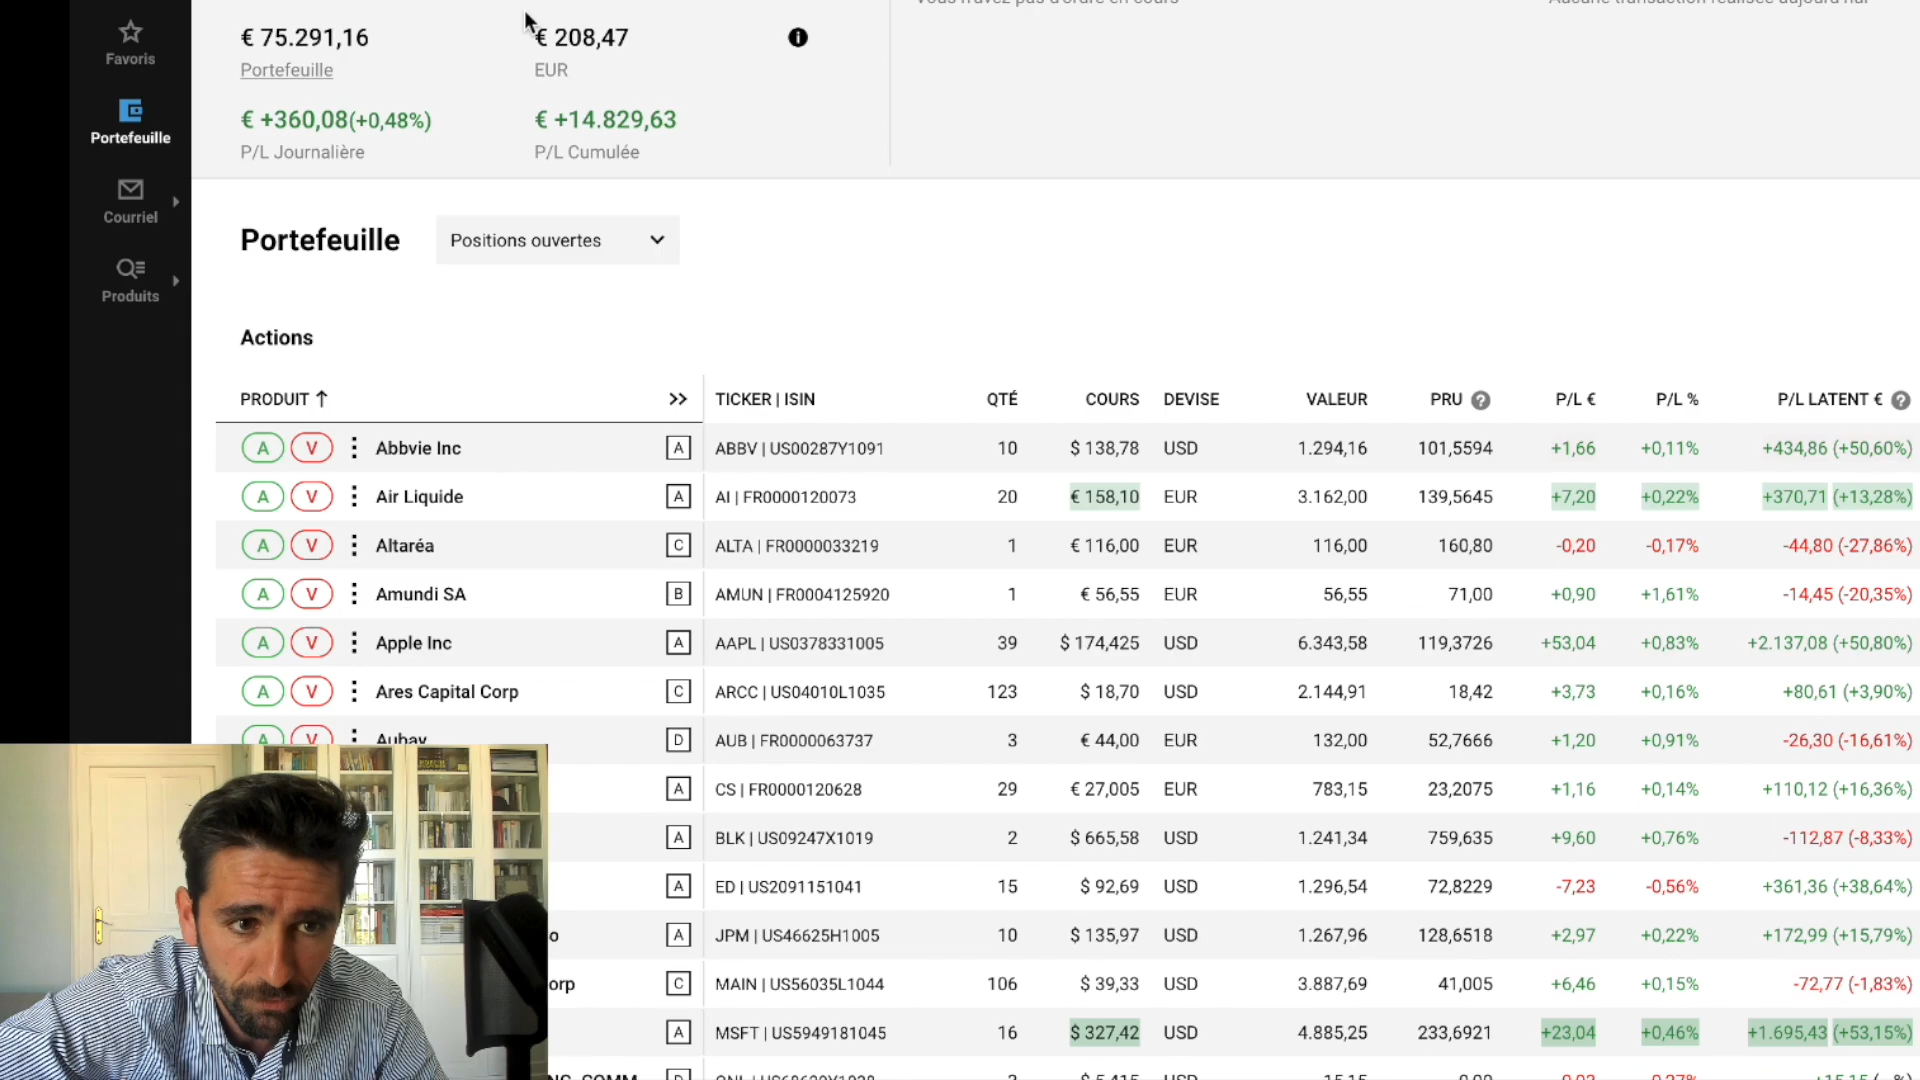 Favoris
Portefeuille
Courriel
Produits
€ 75.291,16
Portefeuille
€ 208,47
EUR
€ +360,08(+0,48%)
P/L Journalière
€ +14.829,63
P/L Cumulée
Portefeuille
Positions ouvertes
Actions
PRODUIT ↑ >> TICKER | ISIN QTÉ COURS DEVISE VALEUR PRU ? P/L € P/L % P/L LATENT € ?
A V Abbvie Inc A ABBV | US00287Y1091 10 $ 138,78 USD 1.294,16 101,5594 +1,66 +0,11% +434,86 (+50,60%)
A V Air Liquide A AI | FR0000120073 20 € 158,10 EUR 3.162,00 139,5645 +7,20 +0,22% +370,71 (+13,28%)
A V Altaréa C ALTA | FR0000033219 1 € 116,00 EUR 116,00 160,80 -0,20 -0,17% -44,80 (-27,86%)
A V Amundi SA B AMUN | FR0004125920 1 € 56,55 EUR 56,55 71,00 +0,90 +1,61% -14,45 (-20,35%)
A V Apple Inc A AAPL | US0378331005 39 $ 174,425 USD 6.343,58 119,3726 +53,04 +0,83% +2.137,08 (+50,80%)
A V Ares Capital Corp C ARCC | US04010L1035 123 $ 18,70 USD 2.144,91 18,42 +3,73 +0,16% +80,61 (+3,90%)
A V Aubay D AUB | FR0000063737 3 € 44,00 EUR 132,00 52,7666 +1,20 +0,91% -26,30 (-16,61%)
A CS | FR0000120628 29 € 27,005 EUR 783,15 23,2075 +1,16 +0,14% +110,12 (+16,36%)
A BLK | US09247X1019 2 $ 665,58 USD 1.241,34 759,635 +9,60 +0,76% -112,87 (-8,33%)
A ED | US2091151041 15 $ 92,69 USD 1.296,54 72,8229 -7,23 -0,56% +361,36 (+38,64%)
o A JPM | US46625H1005 10 $ 135,97 USD 1.267,96 128,6518 +2,97 +0,22% +172,99 (+15,79%)
orp C MAIN | US56035L1044 106 $ 39,33 USD 3.887,69 41,005 +6,46 +0,15% -72,77 (-1,83%)
A MSFT | US5949181045 16 $ 327,42 USD 4.885,25 233,6921 +23,04 +0,46% +1.695,43 (+53,15%)